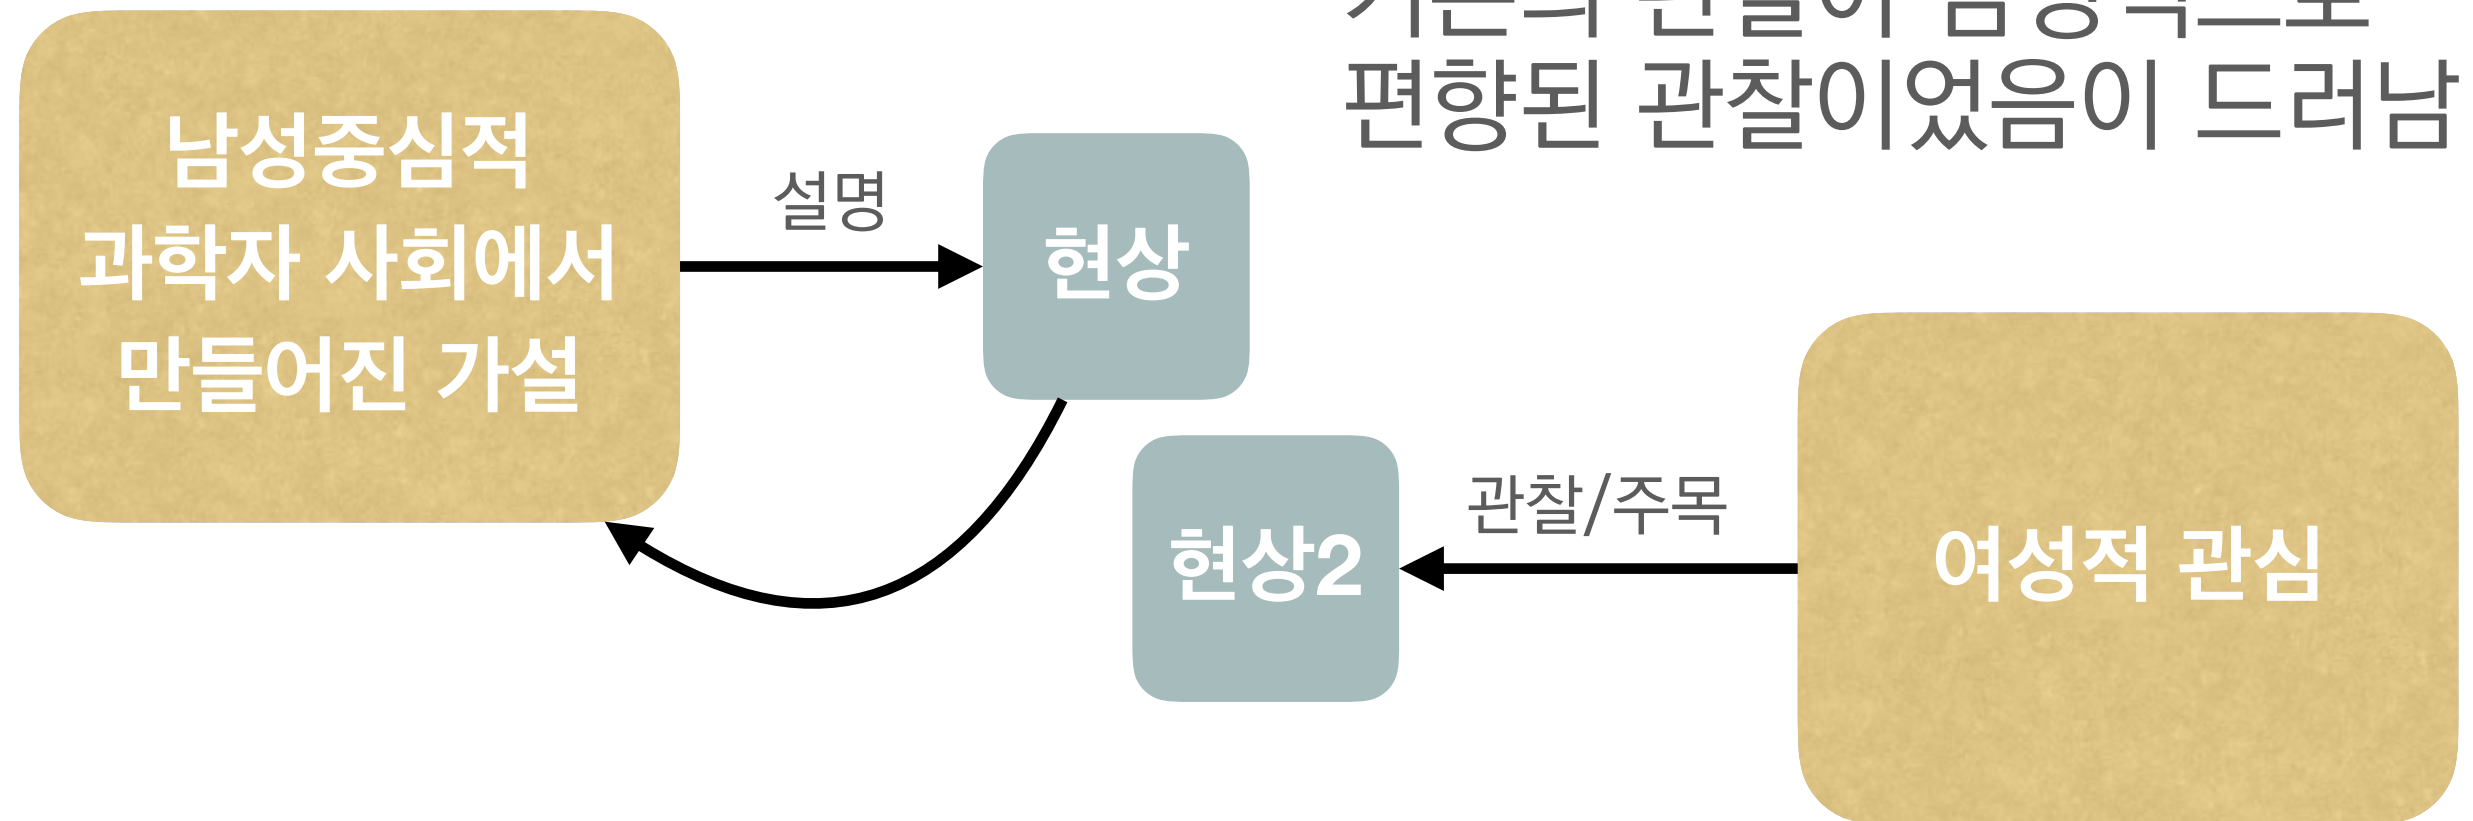 편향된 관찰이었음이 드러남
남성중심적
과학자 사회에서
만들어진 가설
설명
현상
관찰/주목
현상2
여성적 관심